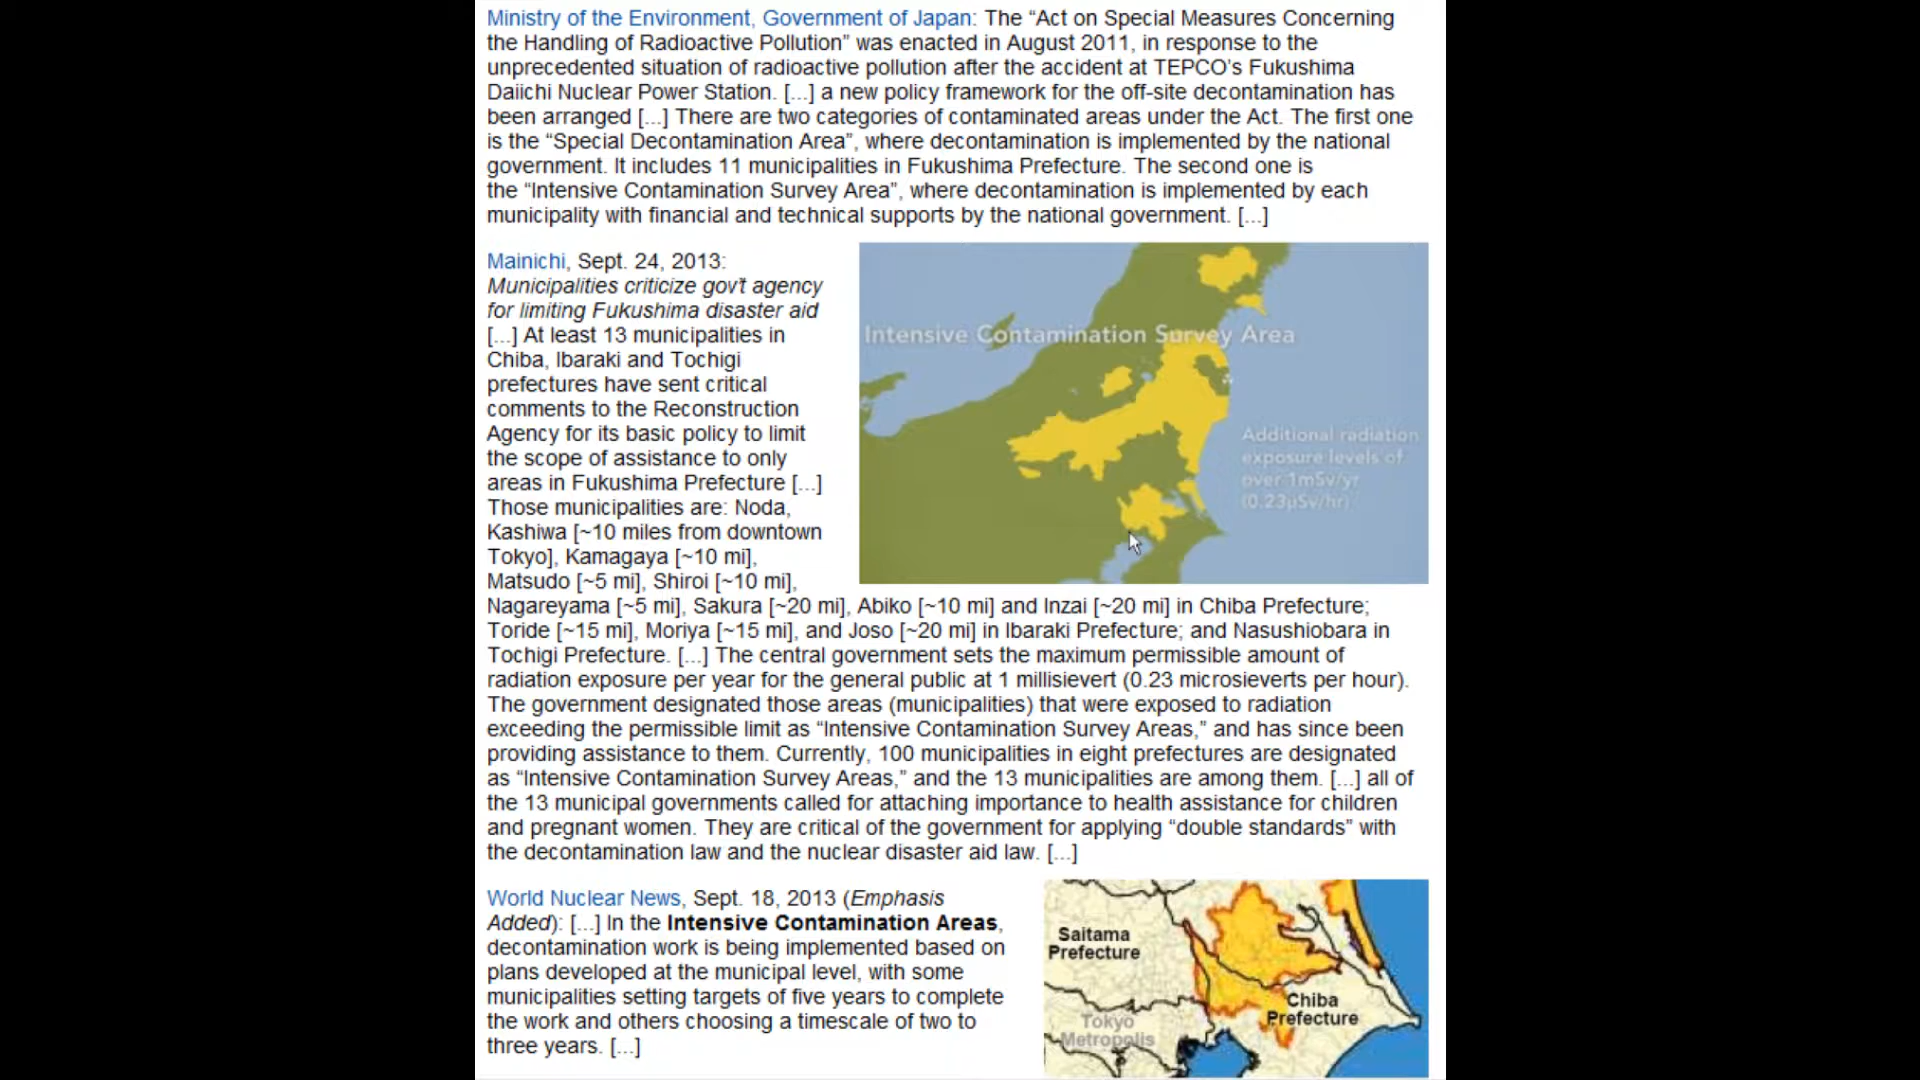 Ministry of the Environment, Government of Japan: The “Act on Special Measures Concerning
the Handling of Radioactive Pollution” was enacted in August 2011, in response to the
unprecedented situation of radioactive pollution after the accident at TEPCO’s Fukushima
Daiichi Nuclear Power Station. [...] a new policy framework for the off-site decontamination has
been arranged [...] There are two categories of contaminated areas under the Act. The first one
is the “Special Decontamination Area”, where decontamination is implemented by the national
government. It includes 11 municipalities in Fukushima Prefecture. The second one is
the “Intensive Contamination Survey Area”, where decontamination is implemented by each
municipality with financial and technical supports by the national government. [...]
Mainichi, Sept. 24, 2013:
Municipalities criticize gov’t agency
for limiting Fukushima disaster aid
[...] At least 13 municipalities in
Chiba, Ibaraki and Tochigi
prefectures have sent critical
comments to the Reconstruction
Agency for its basic policy to limit
the scope of assistance to only
areas in Fukushima Prefecture [...]
Those municipalities are: Noda,
Kashiwa [~10 miles from downtown
Tokyo], Kamagaya [~10 mi],
Matsudo [~5 mi], Shiroi [~10 mi],
Nagareyama [~5 mi], Sakura [~20 mi], Abiko [~10 mi] and Inzai [~20 mi] in Chiba Prefecture;
Toride [~15 mi], Moriya [~15 mi], and Joso [~20 mi] in Ibaraki Prefecture; and Nasushiobara in
Tochigi Prefecture. [...] The central government sets the maximum permissible amount of
radiation exposure per year for the general public at 1 millisievert (0.23 microsieverts per hour).
The government designated those areas (municipalities) that were exposed to radiation
exceeding the permissible limit as “Intensive Contamination Survey Areas,” and has since been
providing assistance to them. Currently, 100 municipalities in eight prefectures are designated
as “Intensive Contamination Survey Areas,” and the 13 municipalities are among them. [...] all of
the 13 municipal governments called for attaching importance to health assistance for children
and pregnant women. They are critical of the government for applying “double standards” with
the decontamination law and the nuclear disaster aid law. [...]
Intensive Contamination Survey Area
Additional radiation
exposure levels of
over 1mSv/yr
(0.23μSv/hr)
World Nuclear News, Sept. 18, 2013 (Emphasis
Added): [...] In the Intensive Contamination Areas,
decontamination work is being implemented based on
plans developed at the municipal level, with some
municipalities setting targets of five years to complete
the work and others choosing a timescale of two to
three years. [...]
Saitama
Prefecture
Chiba
Prefecture
Tokyo
Metropolis